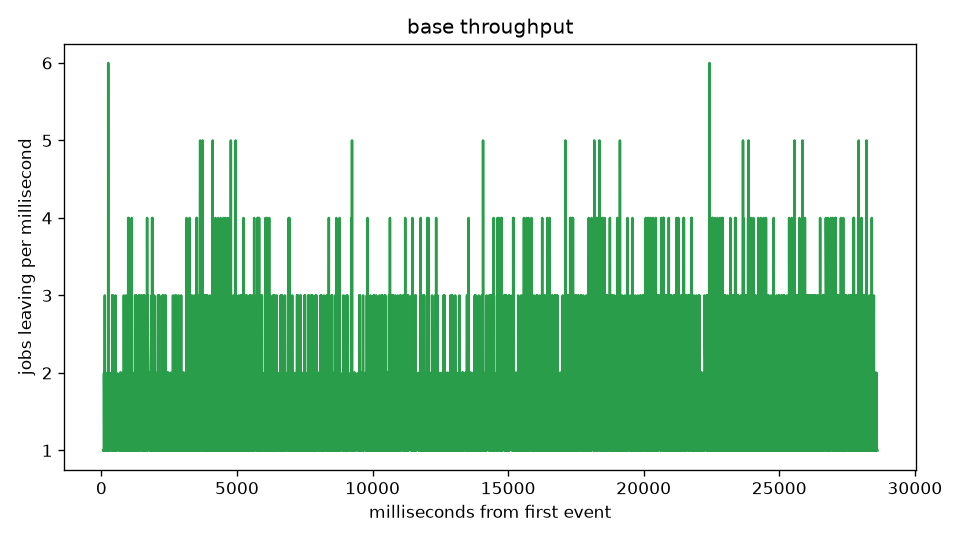 base throughput
jobs leaving per millisecond
6
5
4
3
2
1
0 5000 10000 15000 20000 25000 30000
milliseconds from first event